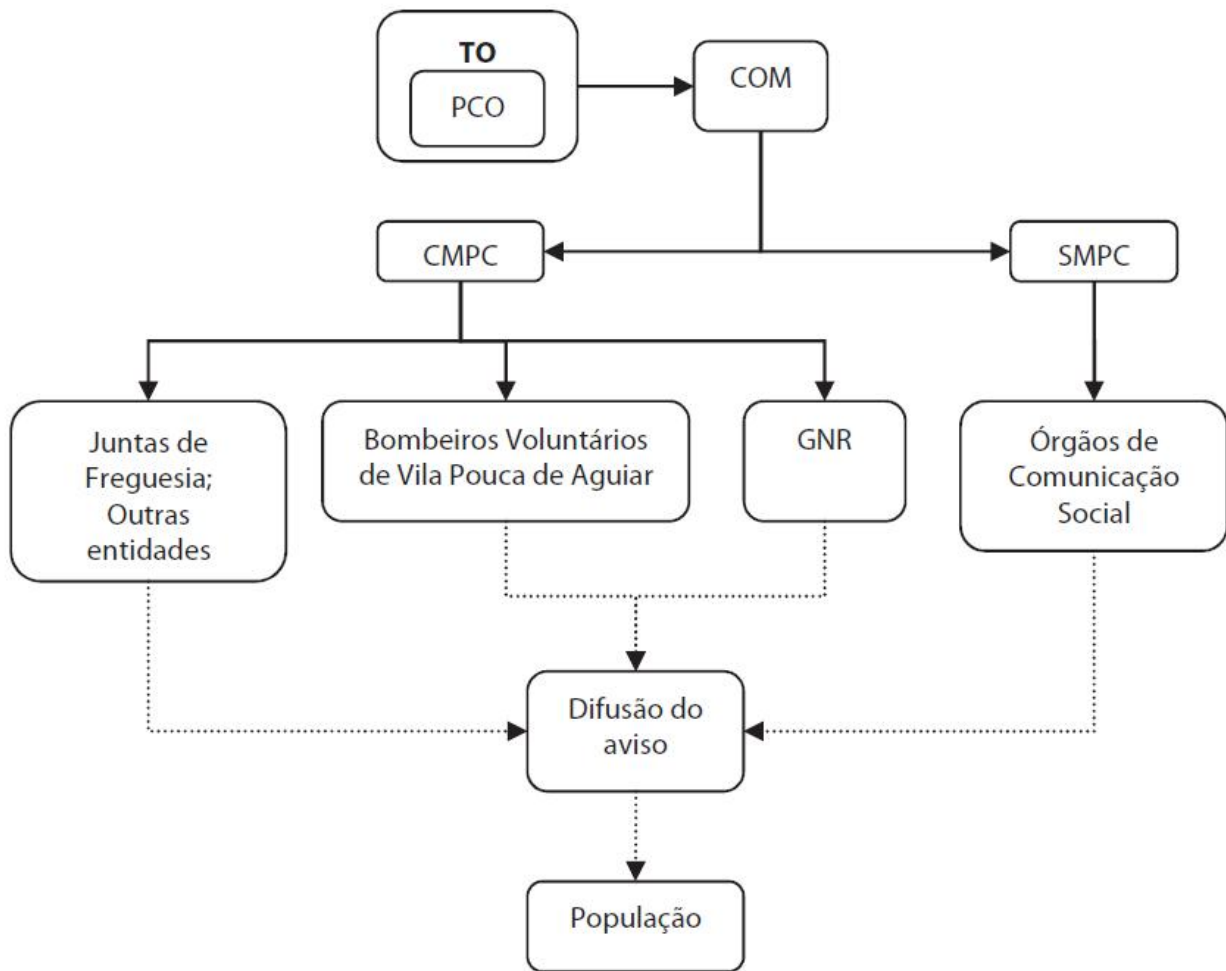 TO
PCO
COM
CMPC
SMPC
Juntas de
Freguesia;
Outras
entidades
Bombeiros Voluntários
de Vila Pouca de Aguiar
GNR
Órgãos de
Comunicação
Social
Difusão do
aviso
População